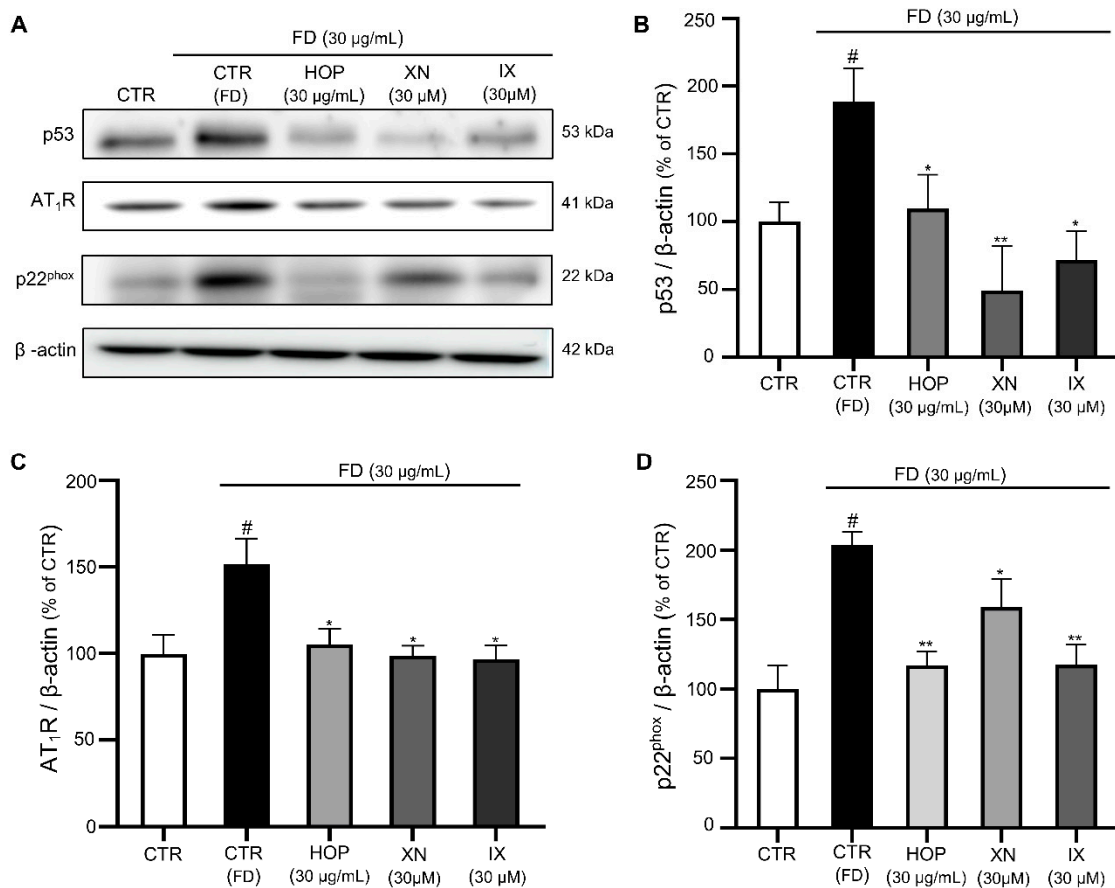 A
FD (30 µg/mL)
CTR
CTR
(FD)
HOP
(30 µg/mL)
XN
(30 µM)
IX
(30µM)
p53
53 kDa
AT₁R
41 kDa
p22ᵖʰᵒˣ
22 kDa
β -actin
42 kDa
B
FD (30 µg/mL)
p53 / β-actin (% of CTR)
250
200
150
100
50
0
#
*
**
*
CTR
CTR
(FD)
HOP
(30 µg/mL)
XN
(30µM)
IX
(30 µM)
C
FD (30 µg/mL)
AT₁R / β-actin (% of CTR)
200
150
100
50
0
#
*
*
*
CTR
CTR
(FD)
HOP
(30 µg/mL)
XN
(30µM)
IX
(30 µM)
D
FD (30 µg/mL)
p22ᵖʰᵒˣ / β-actin (% of CTR)
250
200
150
100
50
0
#
**
*
**
CTR
CTR
(FD)
HOP
(30 µg/mL)
XN
(30µM)
IX
(30 µM)